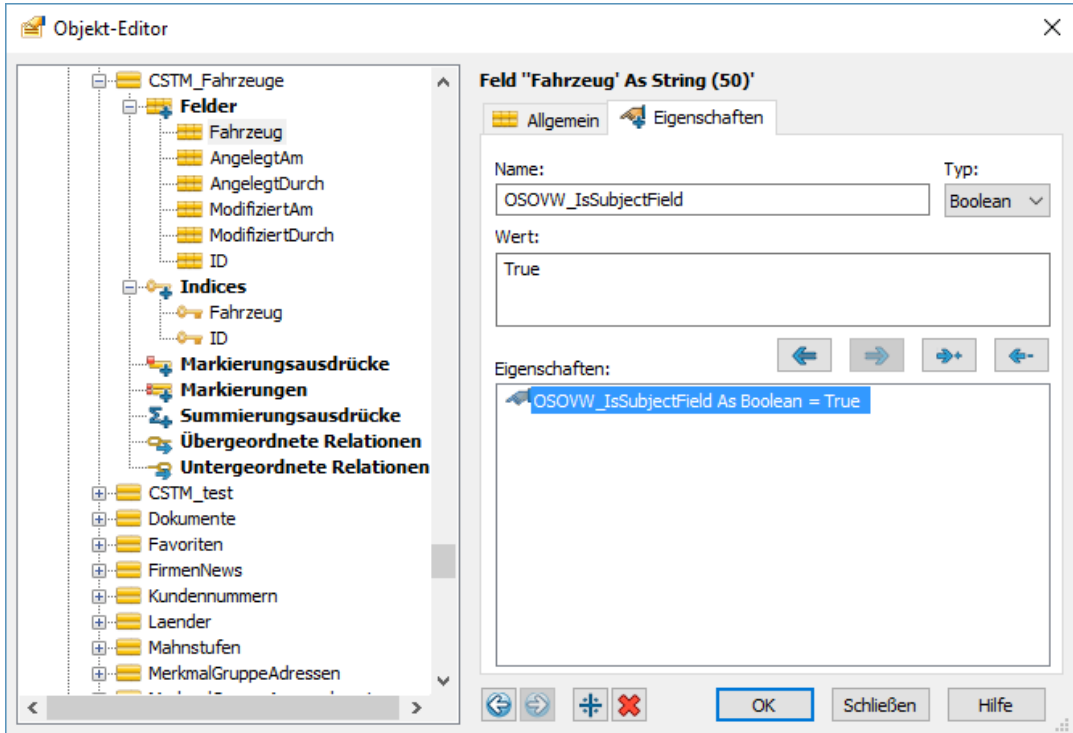 Objekt-Editor
CSTM_Fahrzeuge
Felder
Fahrzeug
AngelegtAm
AngelegtDurch
ModifiziertAm
ModifiziertDurch
ID
Indices
Fahrzeug
ID
Markierungsausdrücke
Markierungen
Summierungsausdrücke
Übergeordnete Relationen
Untergeordnete Relationen
CSTM_test
Dokumente
Favoriten
FirmenNews
Kundennummern
Laender
Mahnstufen
MerkmalGruppeAdressen
Feld "Fahrzeug' As String (50)'
Allgemein
Eigenschaften
Name:
Typ:
OSOVW_IsSubjectField
Boolean
Wert:
True
Eigenschaften:
OSOVW_IsSubjectField As Boolean = True
OK
Schließen
Hilfe